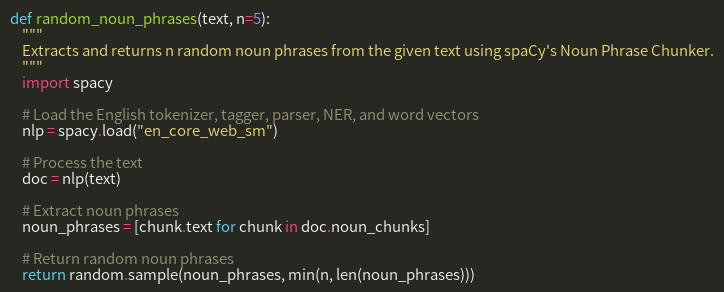 def random_noun_phrases(text, n=5):
    """
    Extracts and returns n random noun phrases from the given text using spaCy's Noun Phrase Chunker.
    """
    import spacy

    # Load the English tokenizer, tagger, parser, NER, and word vectors
    nlp = spacy.load("en_core_web_sm")

    # Process the text
    doc = nlp(text)

    # Extract noun phrases
    noun_phrases = [chunk.text for chunk in doc.noun_chunks]

    # Return random noun phrases
    return random.sample(noun_phrases, min(n, len(noun_phrases)))